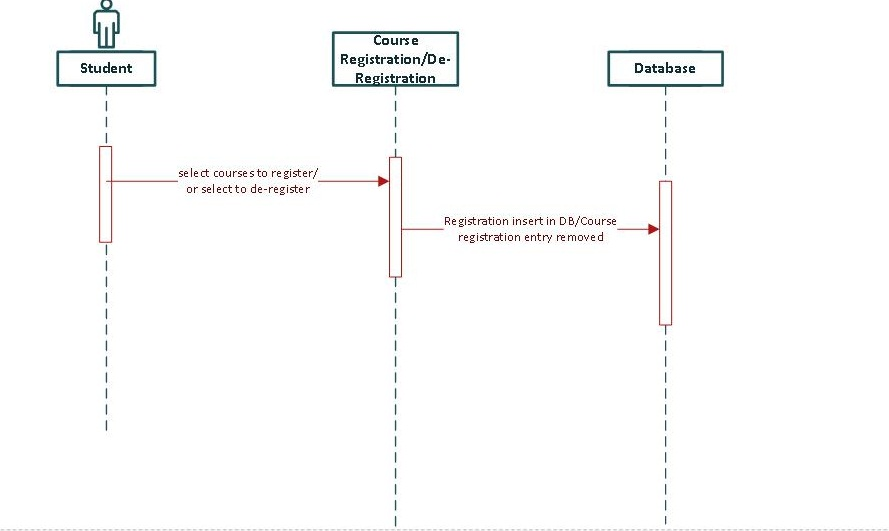 Student
Course
Registration/De-
Registration
Database
select courses to register/
or select to de-register
Registration insert in DB/Course
registration entry removed